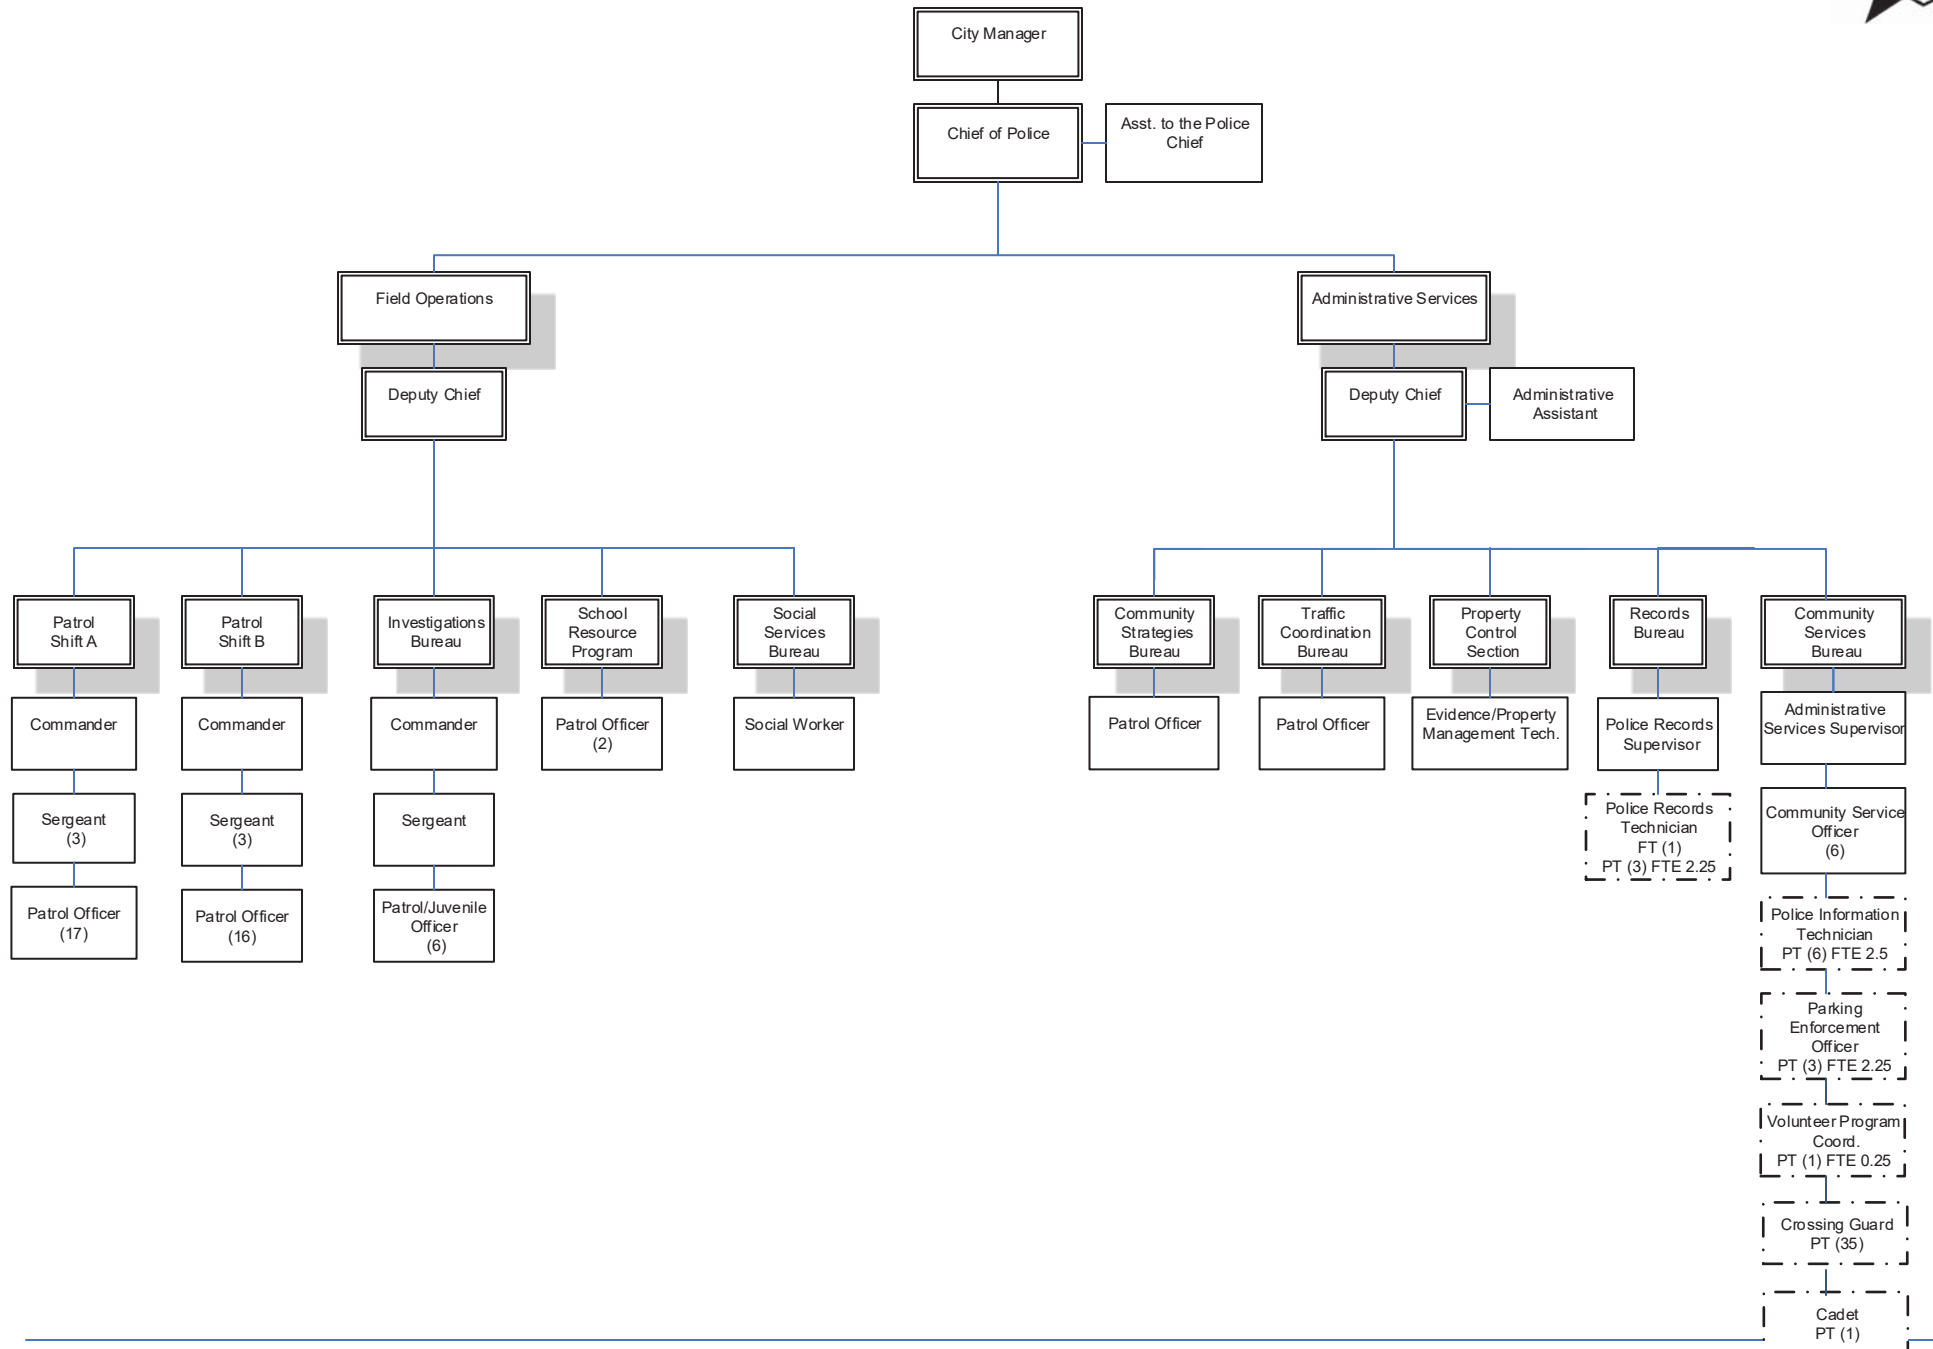 City Manager
Chief of Police
Asst. to the Police
Chief
Field Operations
Administrative Services
Deputy Chief
Deputy Chief
Administrative
Assistant
Patrol
Shift A
Patrol
Shift B
Investigations
Bureau
School
Resource
Program
Social
Services
Bureau
Community
Strategies
Bureau
Traffic
Coordination
Bureau
Property
Control
Section
Records
Bureau
Community
Services
Bureau
Commander
Commander
Commander
Patrol Officer
(2)
Social Worker
Patrol Officer
Patrol Officer
Evidence/Property
Management Tech.
Police Records
Supervisor
Administrative
Services Supervisor
Sergeant
(3)
Sergeant
(3)
Sergeant
Police Records
Technician
FT (1)
PT (3) FTE 2.25
Community Service
Officer
(6)
Patrol Officer
(17)
Patrol Officer
(16)
Patrol/Juvenile
Officer
(6)
Police Information
Technician
PT (6) FTE 2.5
Parking
Enforcement
Officer
PT (3) FTE 2.25
Volunteer Program
Coord.
PT (1) FTE 0.25
Crossing Guard
PT (35)
Cadet
PT (1)